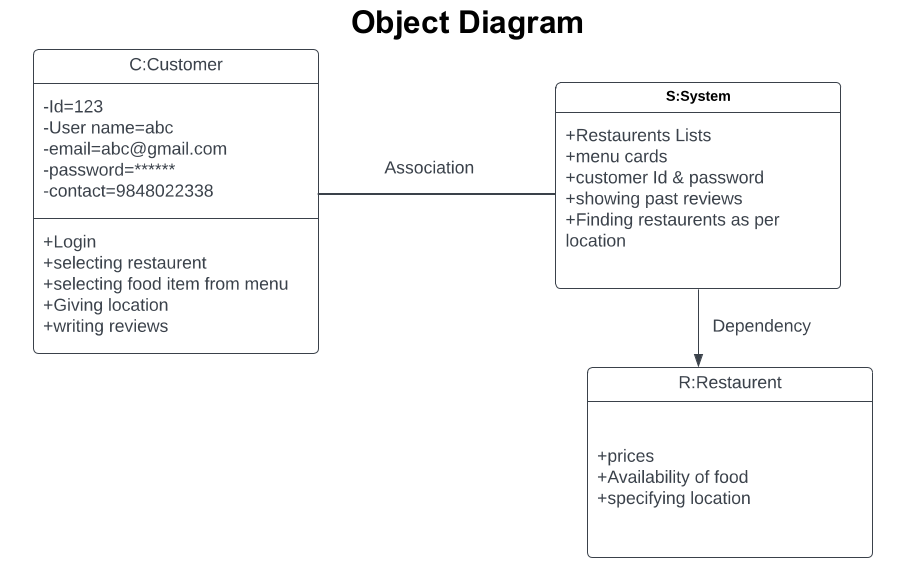 Object Diagram
C:Customer
-Id=123
-User name=abc
-email=abc@gmail.com
-password=******
-contact=9848022338
+Login
+selecting restaurent
+selecting food item from menu
+Giving location
+writing reviews
Association
S:System
+Restaurents Lists
+menu cards
+customer Id & password
+showing past reviews
+Finding restaurents as per
location
Dependency
R:Restaurent
+prices
+Availability of food
+specifying location